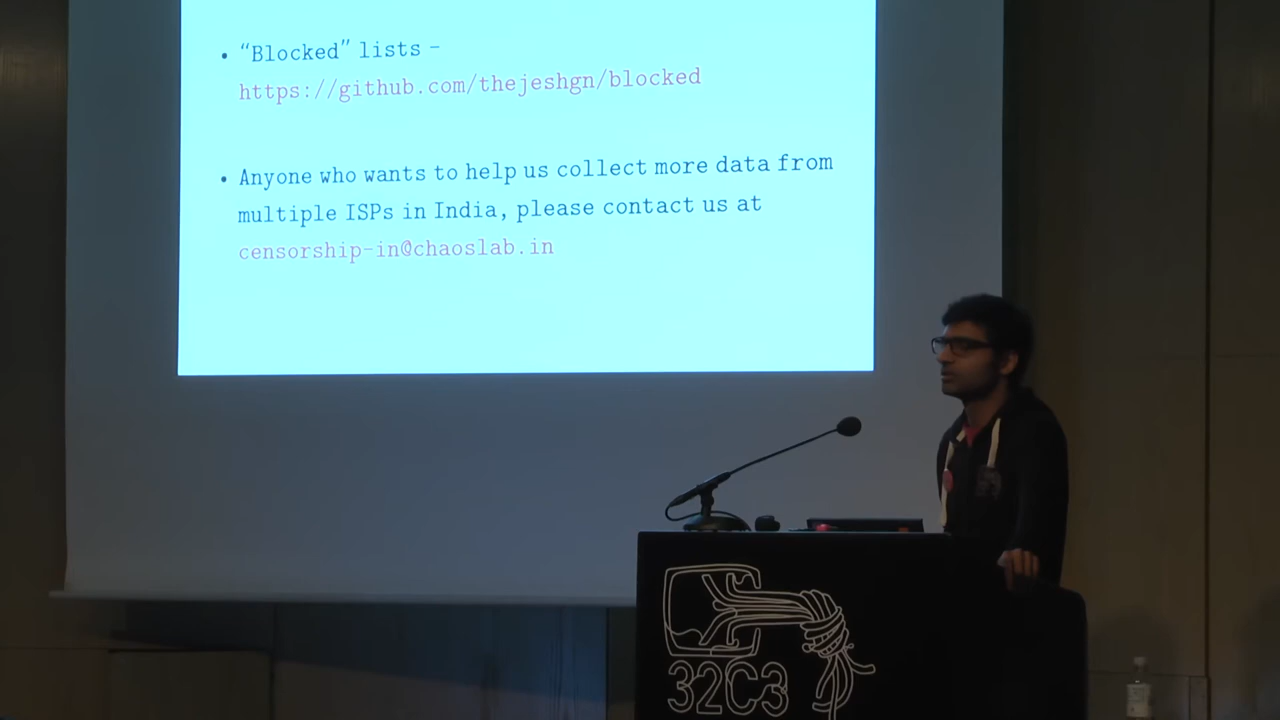 • “Blocked” lists –
https://github.com/thejeshgn/blocked
• Anyone who wants to help us collect more data from
multiple ISPs in India, please contact us at
censorship-in@chaoslab.in
32C3